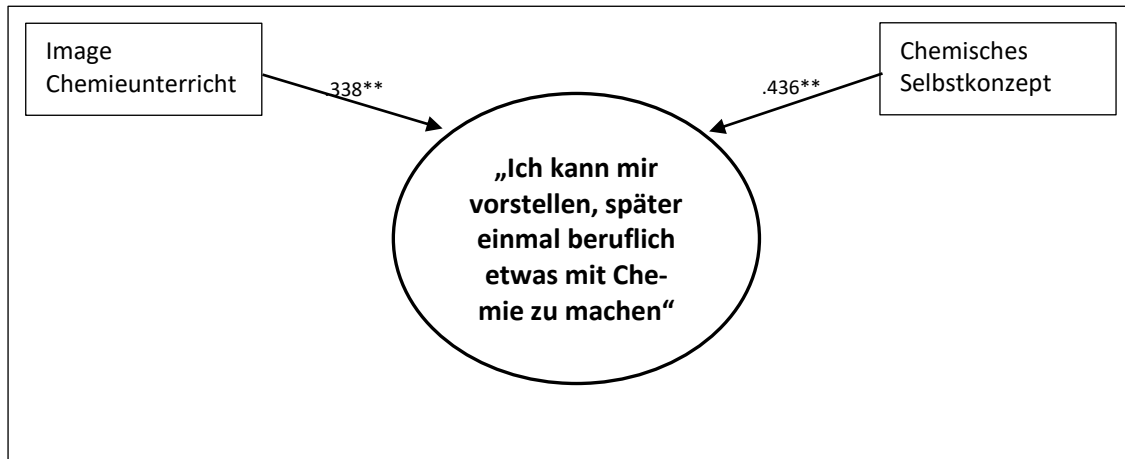 Image
Chemieunterricht
Chemisches
Selbstkonzept
.338**
.436**
„Ich kann mir
vorstellen, später
einmal beruflich
etwas mit Che-
mie zu machen“